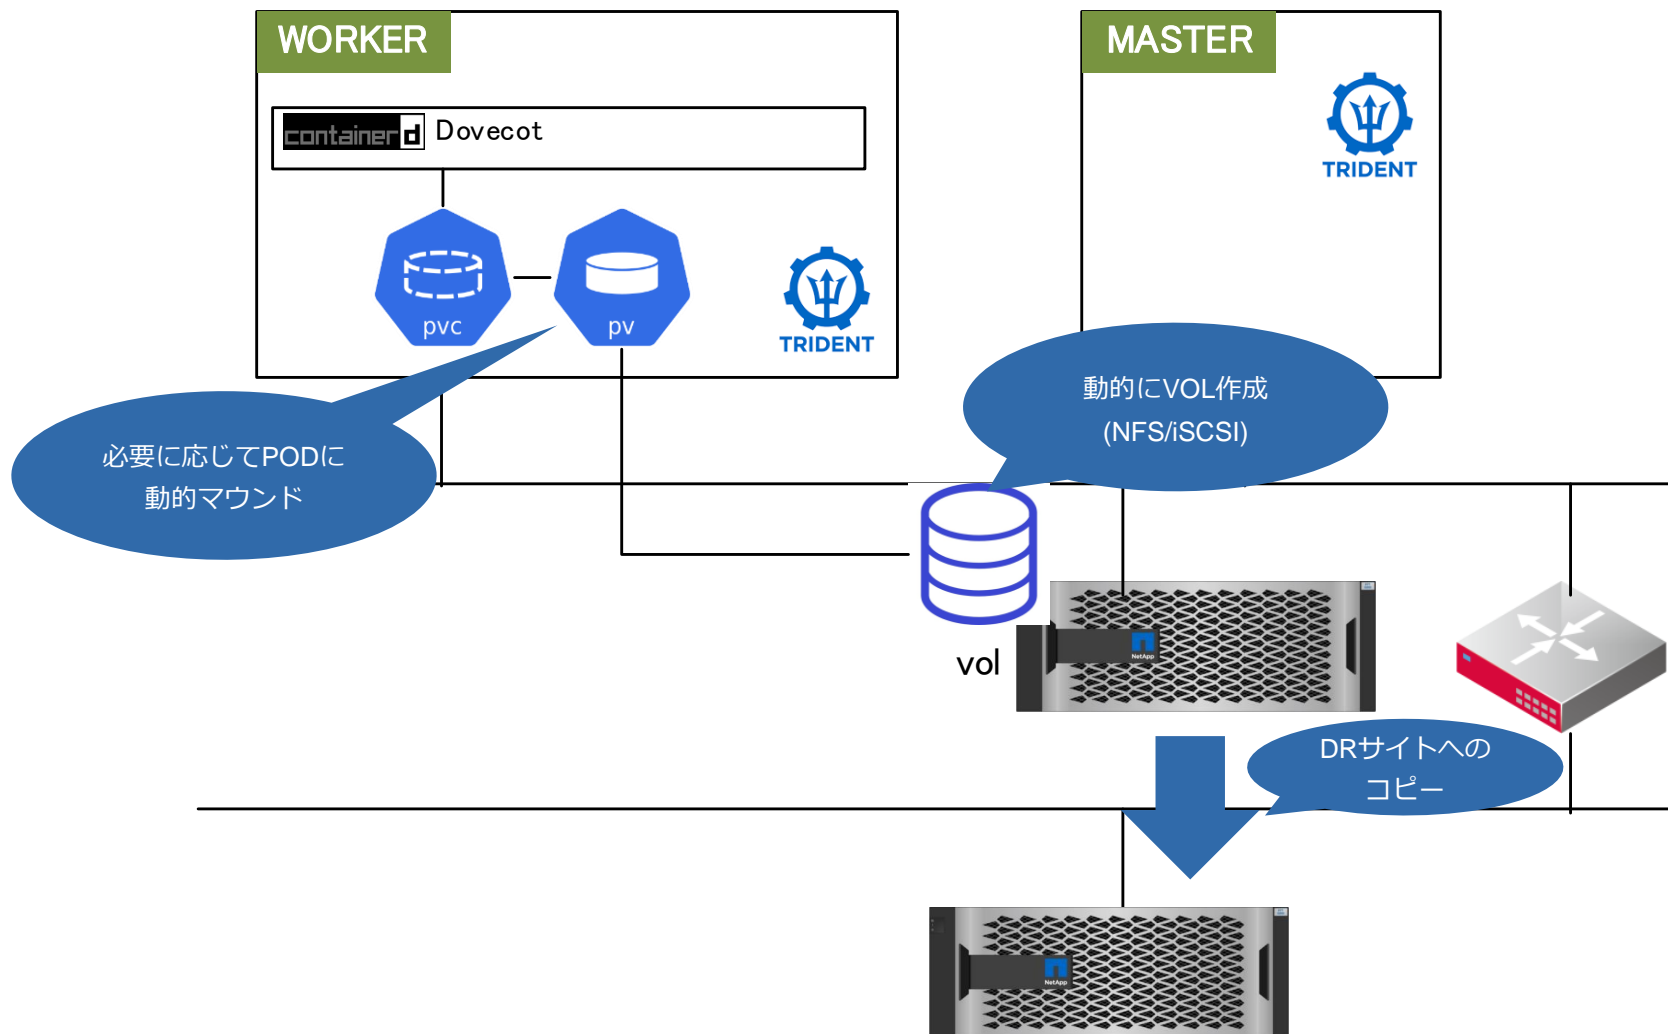 WORKER
MASTER
containerd Dovecot
TRIDENT
pvc
pv
TRIDENT
動的にVOL作成
(NFS/iSCSI)
必要に応じてPODに
動的マウンド
vol
NetApp
DRサイトへの
コピー
NetApp